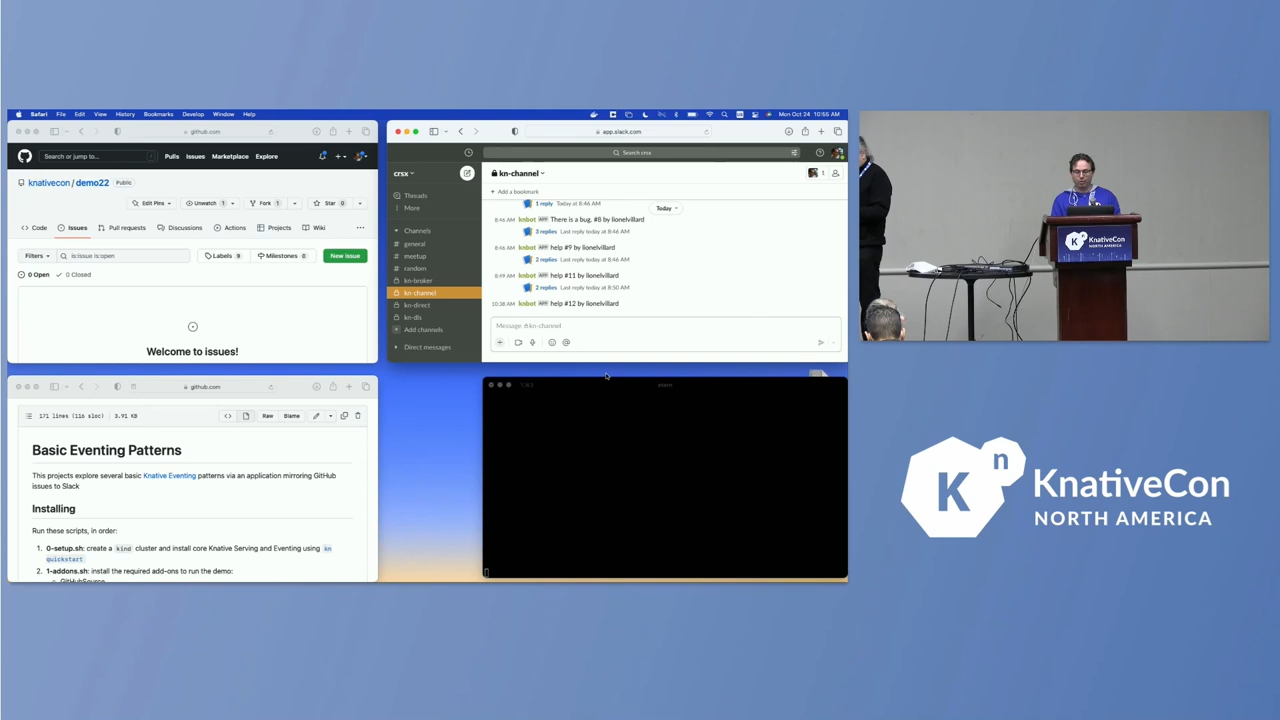 Safari File Edit View History Bookmarks Develop Window Help
Mon Oct 24 10:55 AM
github.com
Search or jump to...
/
Pulls Issues Marketplace Explore
knativecon / demo22 Public
Edit Pins Unwatch 1 Fork 1 Star 0
Code Issues Pull requests Discussions Actions Projects Wiki
Filters is:issue is:open Labels 9 Milestones 0 New issue
0 Open 0 Closed
Welcome to issues!
app.slack.com
Search crsx
crsx
Threads
More
Channels
general
meetup
random
kn-broker
kn-channel
kn-direct
kn-dls
Add channels
Direct messages
kn-channel
1
+ Add a bookmark
1 reply Today at 8:46 AM
Today
8:46 AM knbot APP There is a bug. #8 by lionelvillard
3 replies Last reply today at 8:46 AM
8:46 AM knbot APP help #9 by lionelvillard
2 replies Last reply today at 8:46 AM
8:49 AM knbot APP help #11 by lionelvillard
2 replies Last reply today at 8:50 AM
10:38 AM knbot APP help #12 by lionelvillard
Message kn-channel
github.com
171 lines (116 sloc) 3.91 KB
Raw Blame
Basic Eventing Patterns
This projects explore several basic Knative Eventing patterns via an application mirroring GitHub
issues to Slack
Installing
Run these scripts, in order:
1. 0-setup.sh: create a kind cluster and install core Knative Serving and Eventing using kn
quickstart
2. 1-addons.sh: install the required add-ons to run the demo:
GitHubSource
stern
K
KnativeCon
NORTH AMERICA
K n
KnativeCon
NORTH AMERICA